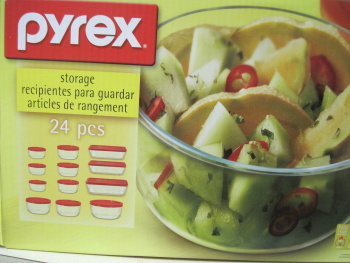 pyrex®
storage
recipientes para guardar
articles de rangement
24 pcs